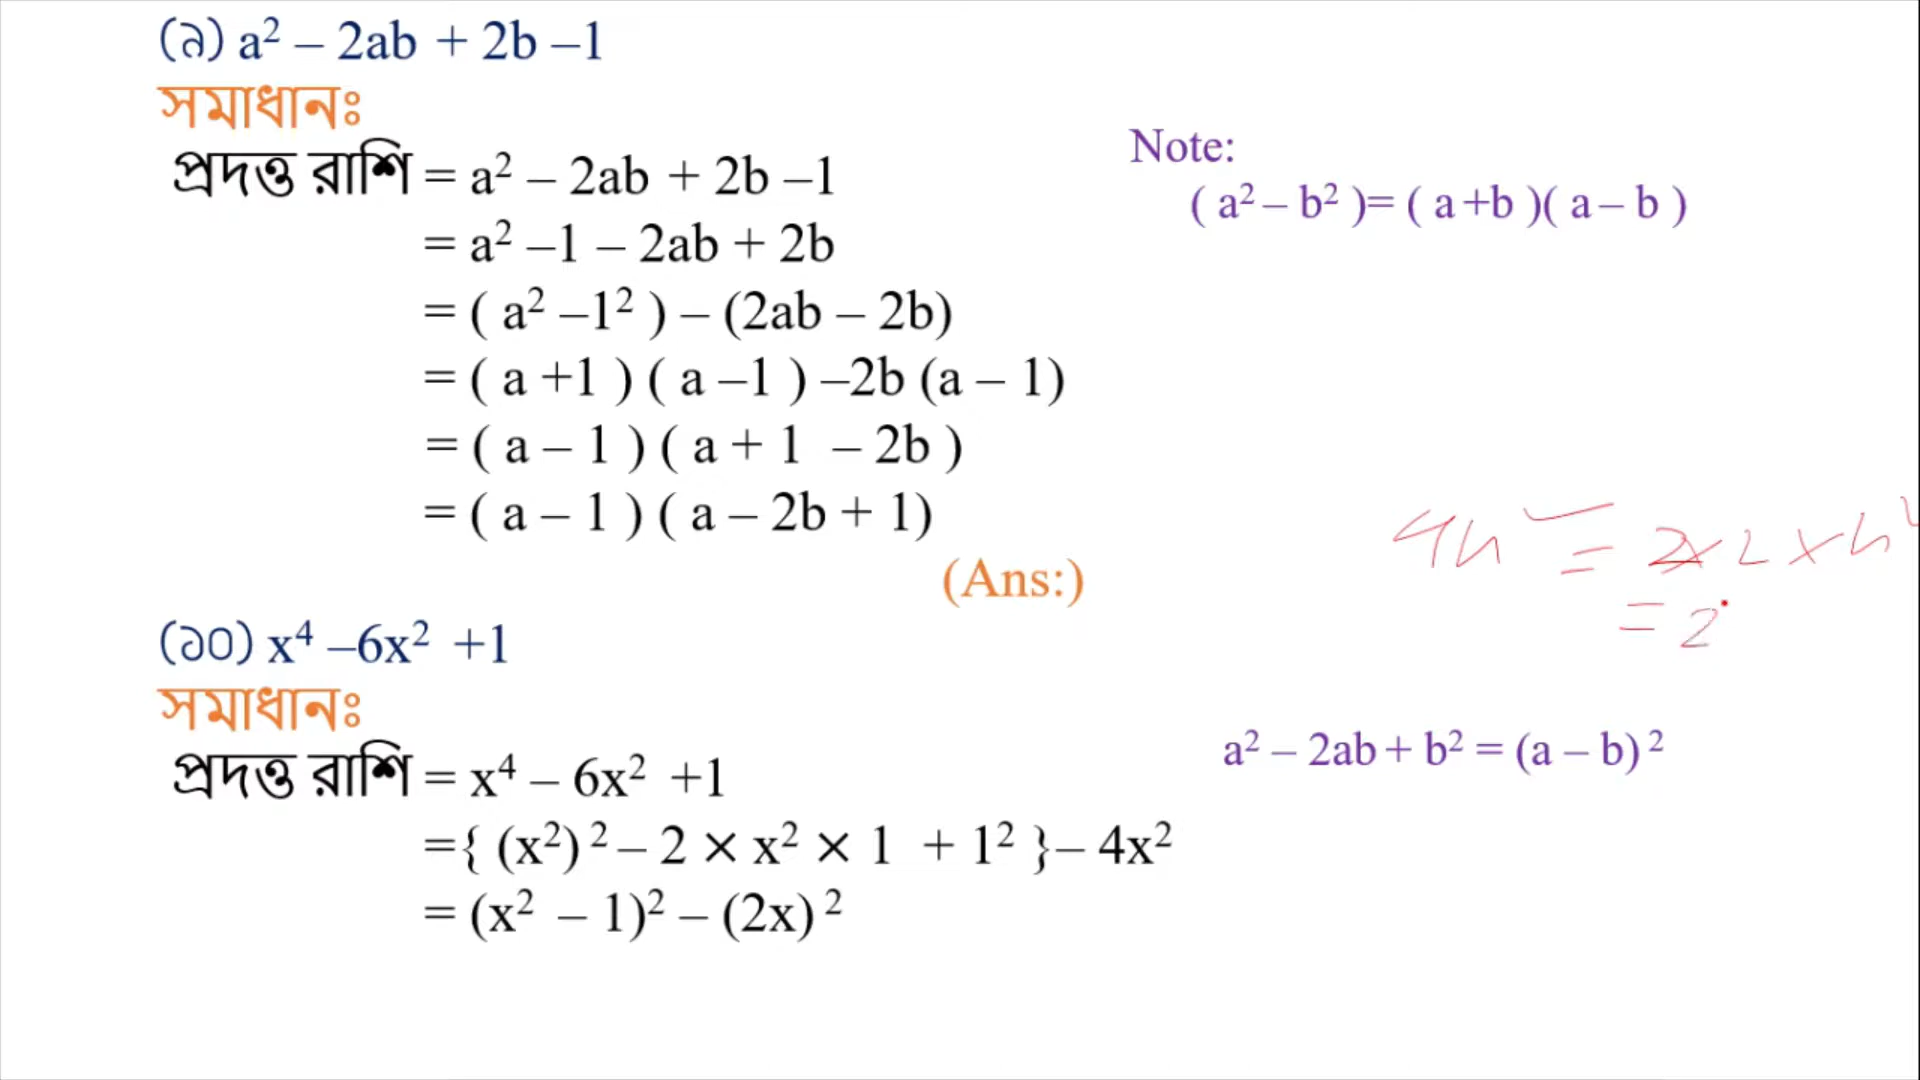 (৯) a² – 2ab + 2b –1
সমাধানঃ
প্রদত্ত রাশি = a² – 2ab + 2b –1
= a² –1 – 2ab + 2b
= ( a² –1² ) – (2ab – 2b)
= ( a +1 ) ( a –1 ) –2b (a – 1)
= ( a – 1 ) ( a + 1 – 2b )
= ( a – 1 ) ( a – 2b + 1)
(Ans:)
Note:
( a² – b² )= ( a +b )( a – b )
(১০) x⁴ –6x² +1
সমাধানঃ
প্রদত্ত রাশি = x⁴ – 6x² +1
={ (x²) ² – 2 × x² × 1 + 1² }– 4x²
= (x² – 1)² – (2x) ²
= 2
a² – 2ab + b² = (a – b) ²